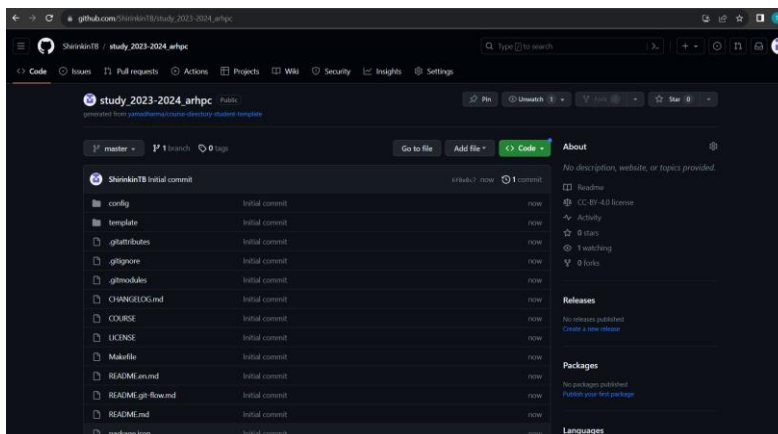 github.com/ShirinkinTB/study_2023-2024_arhpc
ShirinkinTB / study_2023-2024_arhpc
Type / to search
Code Issues Pull requests Actions Projects Wiki Security Insights Settings
study_2023-2024_arhpc Public
Pin Unwatch 1 Fork 0 Star 0
generated from yamadharma/course-directory-student-template
master 1 branch 0 tags
Go to file Add file Code
ShirinkinTB Initial commit
now 1 commit
config Initial commit now
template Initial commit now
.gitattributes Initial commit now
.gitignore Initial commit now
.gitmodules Initial commit now
CHANGELOG.md Initial commit now
COURSE Initial commit now
LICENSE Initial commit now
Makefile Initial commit now
README.en.md Initial commit now
README.git-flow.md Initial commit now
README.md Initial commit now
package.json Initial commit now
About
No description, website, or topics provided.
Readme
CC-BY-4.0 license
Activity
0 stars
1 watching
0 forks
Releases
No releases published
Create a new release
Packages
No packages published
Publish your first package
Languages